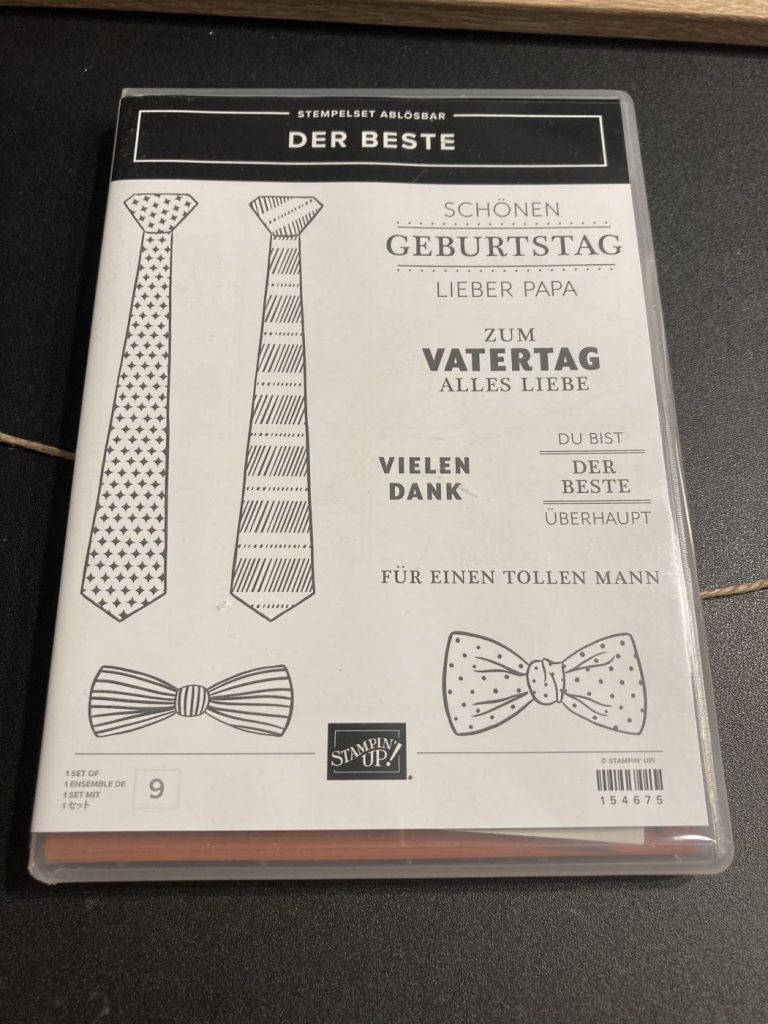 STEMPELSET ABLÖSBAR
DER BESTE
SCHÖNEN
GEBURTSTAG
LIEBER PAPA
ZUM
VATERTAG
ALLES LIEBE
VIELEN
DANK
DU BIST
DER
BESTE
ÜBERHAUPT
FÜR EINEN TOLLEN MANN
STAMPIN'
UP!
1 SET OF
1 ENSEMBLE DE
1 SET MIT
1 セット
9
© STAMPIN' UP!
154675